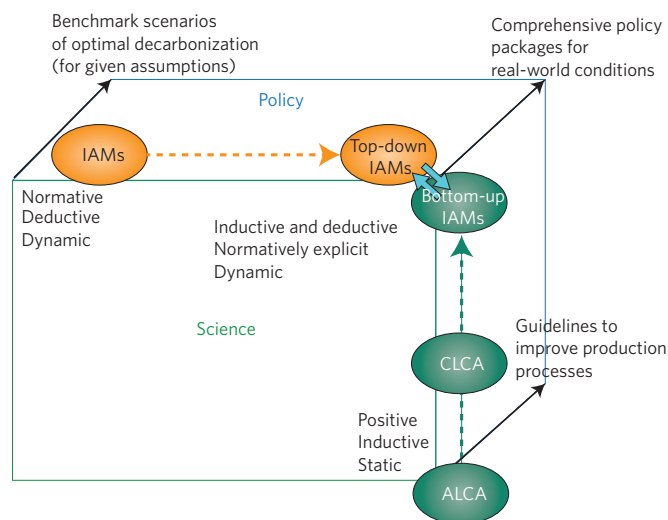 Benchmark scenarios
of optimal decarbonization
(for given assumptions)
Comprehensive policy
packages for
real-world conditions
Policy
IAMs
Top-down
IAMs
Normative
Deductive
Dynamic
Bottom-up
IAMs
Inductive and deductive
Normatively explicit
Dynamic
Science
Guidelines to
improve production
processes
CLCA
Positive
Inductive
Static
ALCA